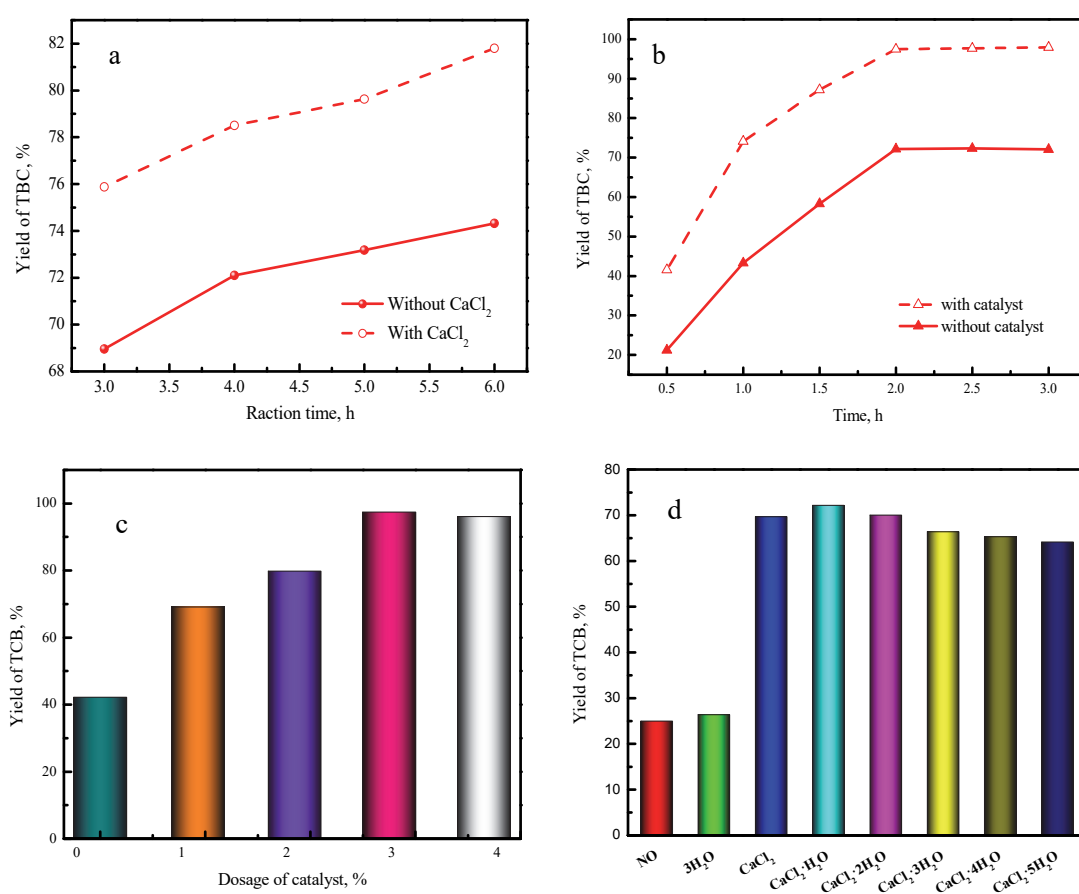 a
Yield of TBC, %
82
80
78
76
74
72
70
69
68
Without CaCl₂
With CaCl₂
3.0 3.5 4.0 4.5 5.0 5.5 6.0
Raction time, h
b
Yield of TBC, %
100
90
80
70
60
50
40
30
20
with catalyst
without catalyst
0.5 1.0 1.5 2.0 2.5 3.0
Time, h
c
Yield of TCB, %
100
80
60
40
20
0
0 1 2 3 4
Dosage of catalyst, %
d
Yield of TCB, %
80
70
60
50
40
30
20
10
0
NO
3H₂O
CaCl₂
CaCl₂·H₂O
CaCl₂·2H₂O
CaCl₂·3H₂O
CaCl₂·4H₂O
CaCl₂·5H₂O